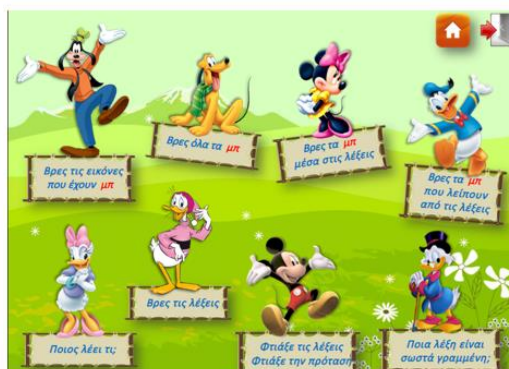 Βρες τις εικόνες
που έχουν μπ
Βρες όλα τα μπ
Βρες τα μπ
μέσα στις λέξεις
Βρες τα μπ
που λείπουν
από τις λέξεις
Ποιος λέει τι;
Βρες τις λέξεις
Φτιάξε τις λέξεις
Φτιάξε την πρόταση
Ποια λέξη είναι
σωστά γραμμένη;